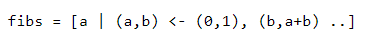 fibs = [a | (a,b) <- (0,1), (b,a+b) ..]